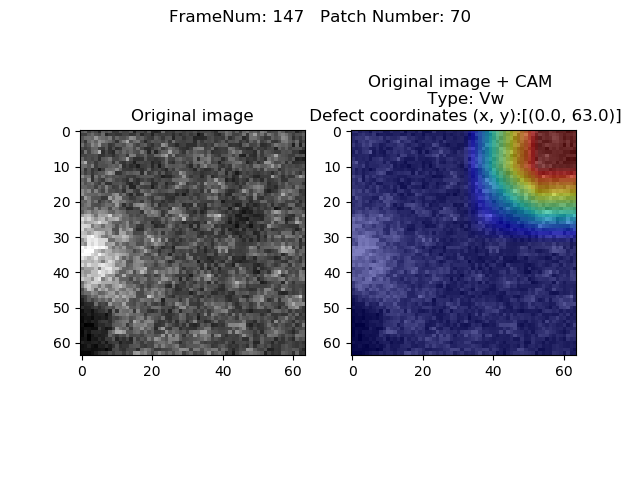 FrameNum: 147   Patch Number: 70
Original image
Original image + CAM
Type: Vw
Defect coordinates (x, y):[(0.0, 63.0)]
0
10
20
30
40
50
60
0 20 40 60
0
10
20
30
40
50
60
0 20 40 60